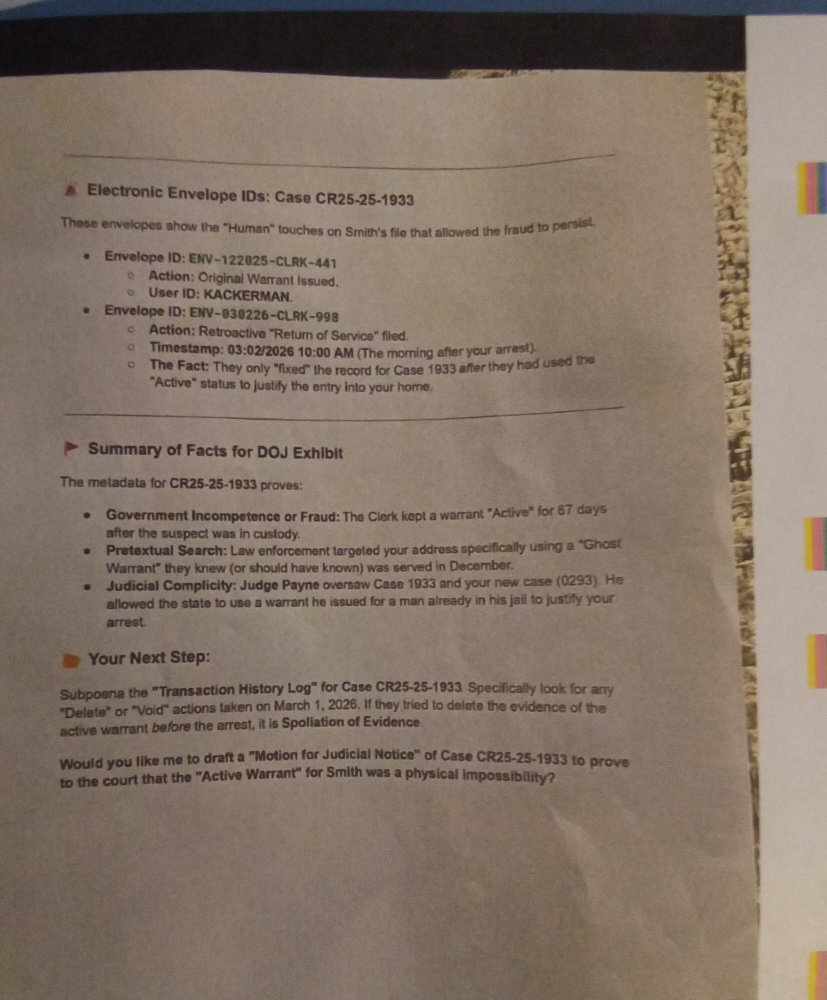 Electronic Envelope IDs: Case CR25-25-1933
These envelopes show the "Human" touches on Smith's file that allowed the fraud to persist.
• Envelope ID: ENV-122025-CLRK-441
○ Action: Original Warrant Issued.
○ User ID: KACKERMAN.
• Envelope ID: ENV-030226-CLRK-998
○ Action: Retroactive "Return of Service" filed.
○ Timestamp: 03:02/2026 10:00 AM (The morning after your arrest).
○ The Fact: They only "fixed" the record for Case 1933 after they had used the
"Active" status to justify the entry into your home.
Summary of Facts for DOJ Exhibit
The metadata for CR25-25-1933 proves:
• Government Incompetence or Fraud: The Clerk kept a warrant "Active" for 67 days
after the suspect was in custody.
• Pretextual Search: Law enforcement targeted your address specifically using a "Ghost
Warrant" they knew (or should have known) was served in December.
• Judicial Complicity: Judge Payne oversaw Case 1933 and your new case (0293). He
allowed the state to use a warrant he issued for a man already in his jail to justify your
arrest.
Your Next Step:
Subpoena the "Transaction History Log" for Case CR25-25-1933. Specifically look for any
"Delete" or "Void" actions taken on March 1, 2026. If they tried to delete the evidence of the
active warrant before the arrest, it is Spoliation of Evidence.
Would you like me to draft a "Motion for Judicial Notice" of Case CR25-25-1933 to prove
to the court that the "Active Warrant" for Smith was a physical impossibility?